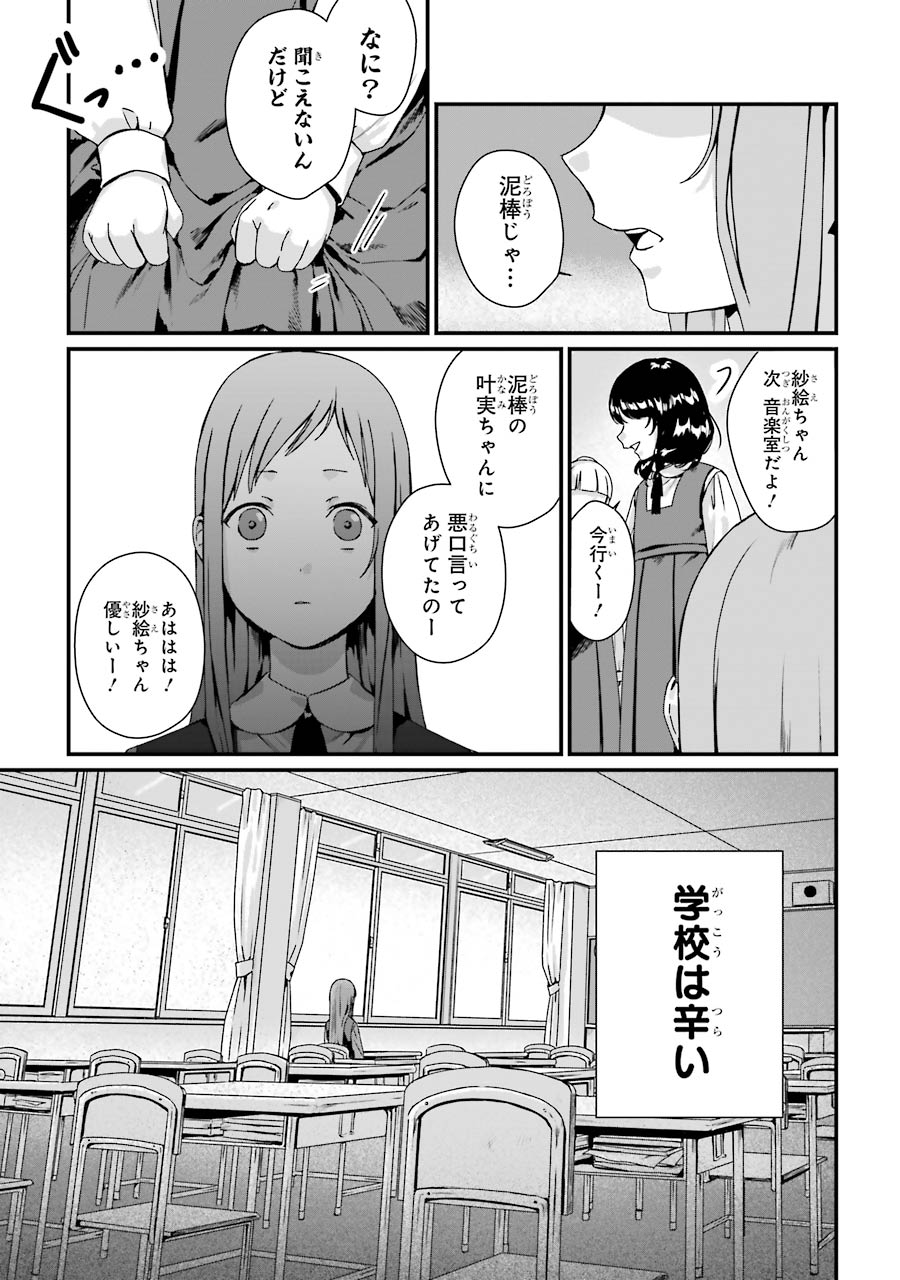 泥棒じゃ…
なに？
聞こえないん
だけど
ぐっ…
紗絵ちゃん
次 音楽室だよ！
今行くー！
泥棒の
叶実ちゃんに
悪口言って
あげてたのー
あははは！
紗絵ちゃん
優しいー！
学校は辛い